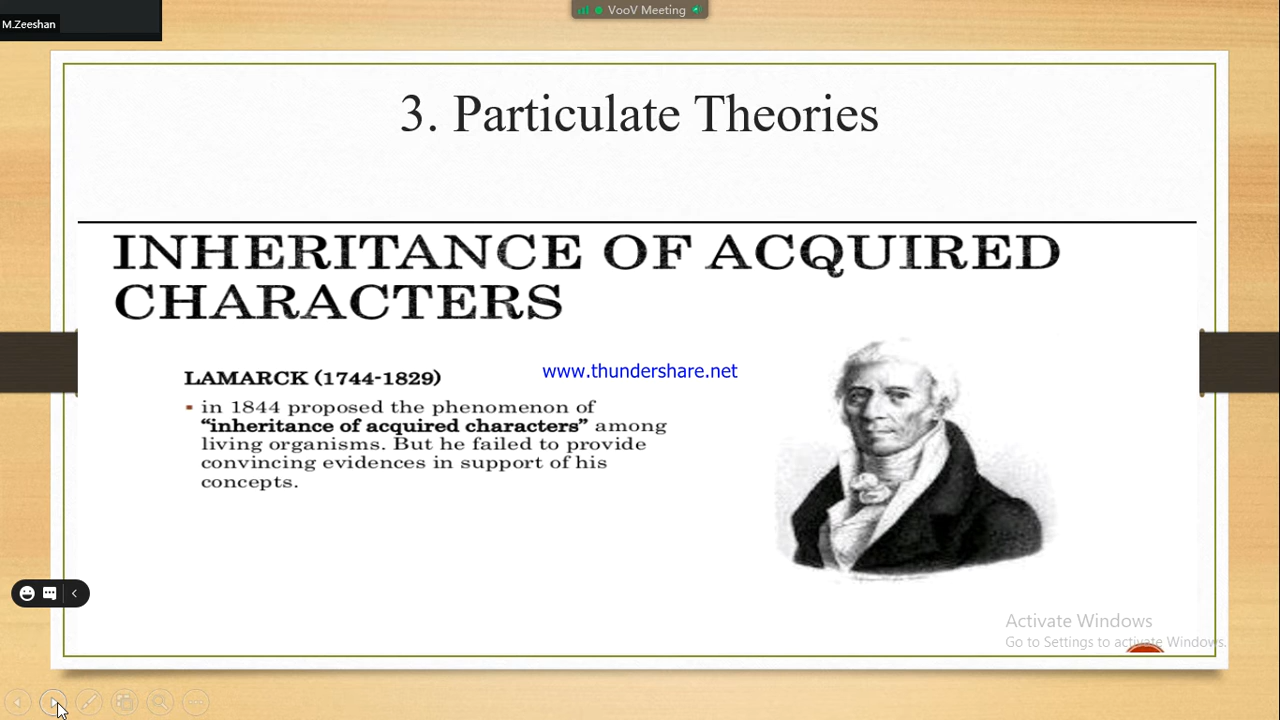 M.Zeeshan
VooV Meeting
3. Particulate Theories
INHERITANCE OF ACQUIRED
CHARACTERS
www.thundershare.net
LAMARCK (1744-1829)
in 1844 proposed the phenomenon of
“inheritance of acquired characters” among
living organisms. But he failed to provide
convincing evidences in support of his
concepts.
Activate Windows
Go to Settings to activate Windows.